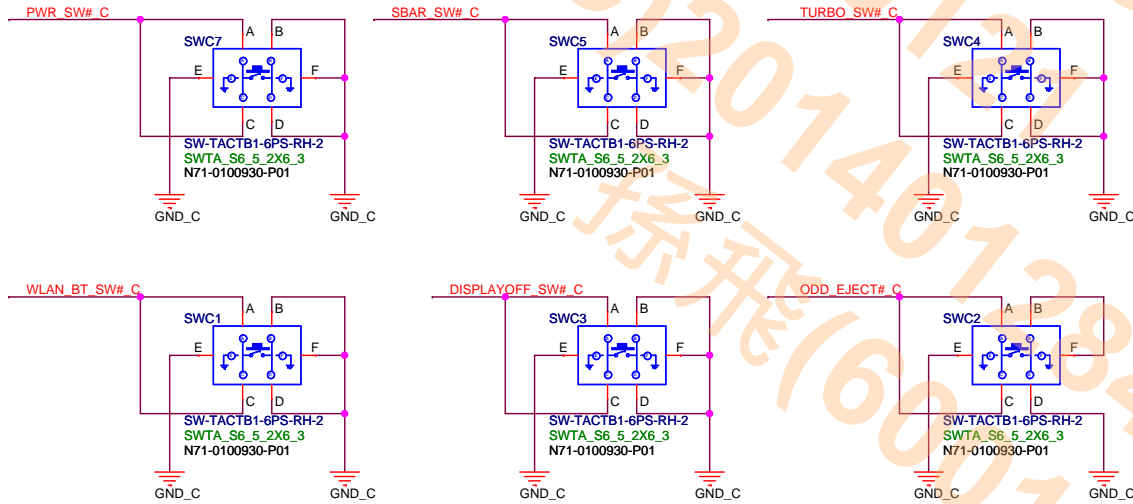 PWR_SW#_C
A
B
SWC7
E
F
C
D
SW-TACTB1-6PS-RH-2
SWTA_S6_5_2X6_3
N71-0100930-P01
GND_C
GND_C
SBAR_SW#_C
A
B
SWC5
E
F
C
D
SW-TACTB1-6PS-RH-2
SWTA_S6_5_2X6_3
N71-0100930-P01
GND_C
GND_C
TURBO_SW#_C
A
B
SWC4
E
F
C
D
SW-TACTB1-6PS-RH-2
SWTA_S6_5_2X6_3
N71-0100930-P01
GND_C
GND_C
WLAN_BT_SW#_C
A
B
SWC1
E
F
C
D
SW-TACTB1-6PS-RH-2
SWTA_S6_5_2X6_3
N71-0100930-P01
GND_C
GND_C
DISPLAYOFF_SW#_C
A
B
SWC3
E
F
C
D
SW-TACTB1-6PS-RH-2
SWTA_S6_5_2X6_3
N71-0100930-P01
GND_C
GND_C
ODD_EJECT#_C
A
B
SWC2
E
F
C
D
SW-TACTB1-6PS-RH-2
SWTA_S6_5_2X6_3
N71-0100930-P01
GND_C
GND_C
孫飛(6001